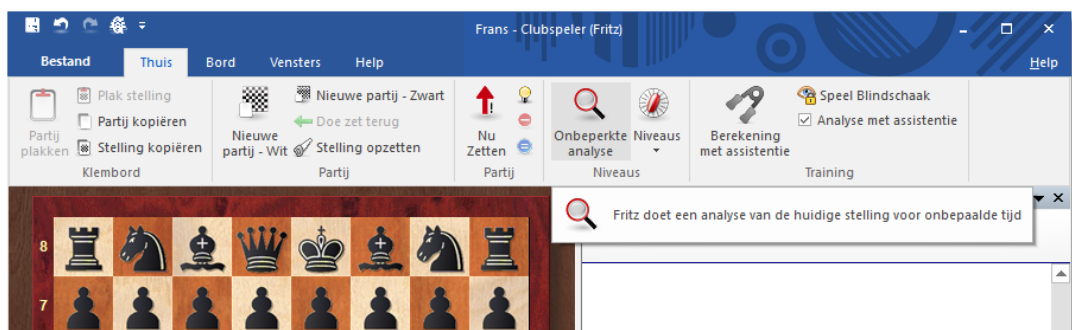 Frans - Clubspeler (Fritz)
Bestand Thuis Bord Vensters Help Help
Partij plakken
Plak stelling
Partij kopiëren
Stelling kopiëren
Klembord
Nieuwe partij - Wit
Nieuwe partij - Zwart
Doe zet terug
Stelling opzetten
Partij
Nu Zetten
Partij
Onbeperkte analyse
Niveaus
Niveaus
Berekening met assistentie
Speel Blindschaak
Analyse met assistentie
Training
Fritz doet een analyse van de huidige stelling voor onbepaalde tijd
8
7